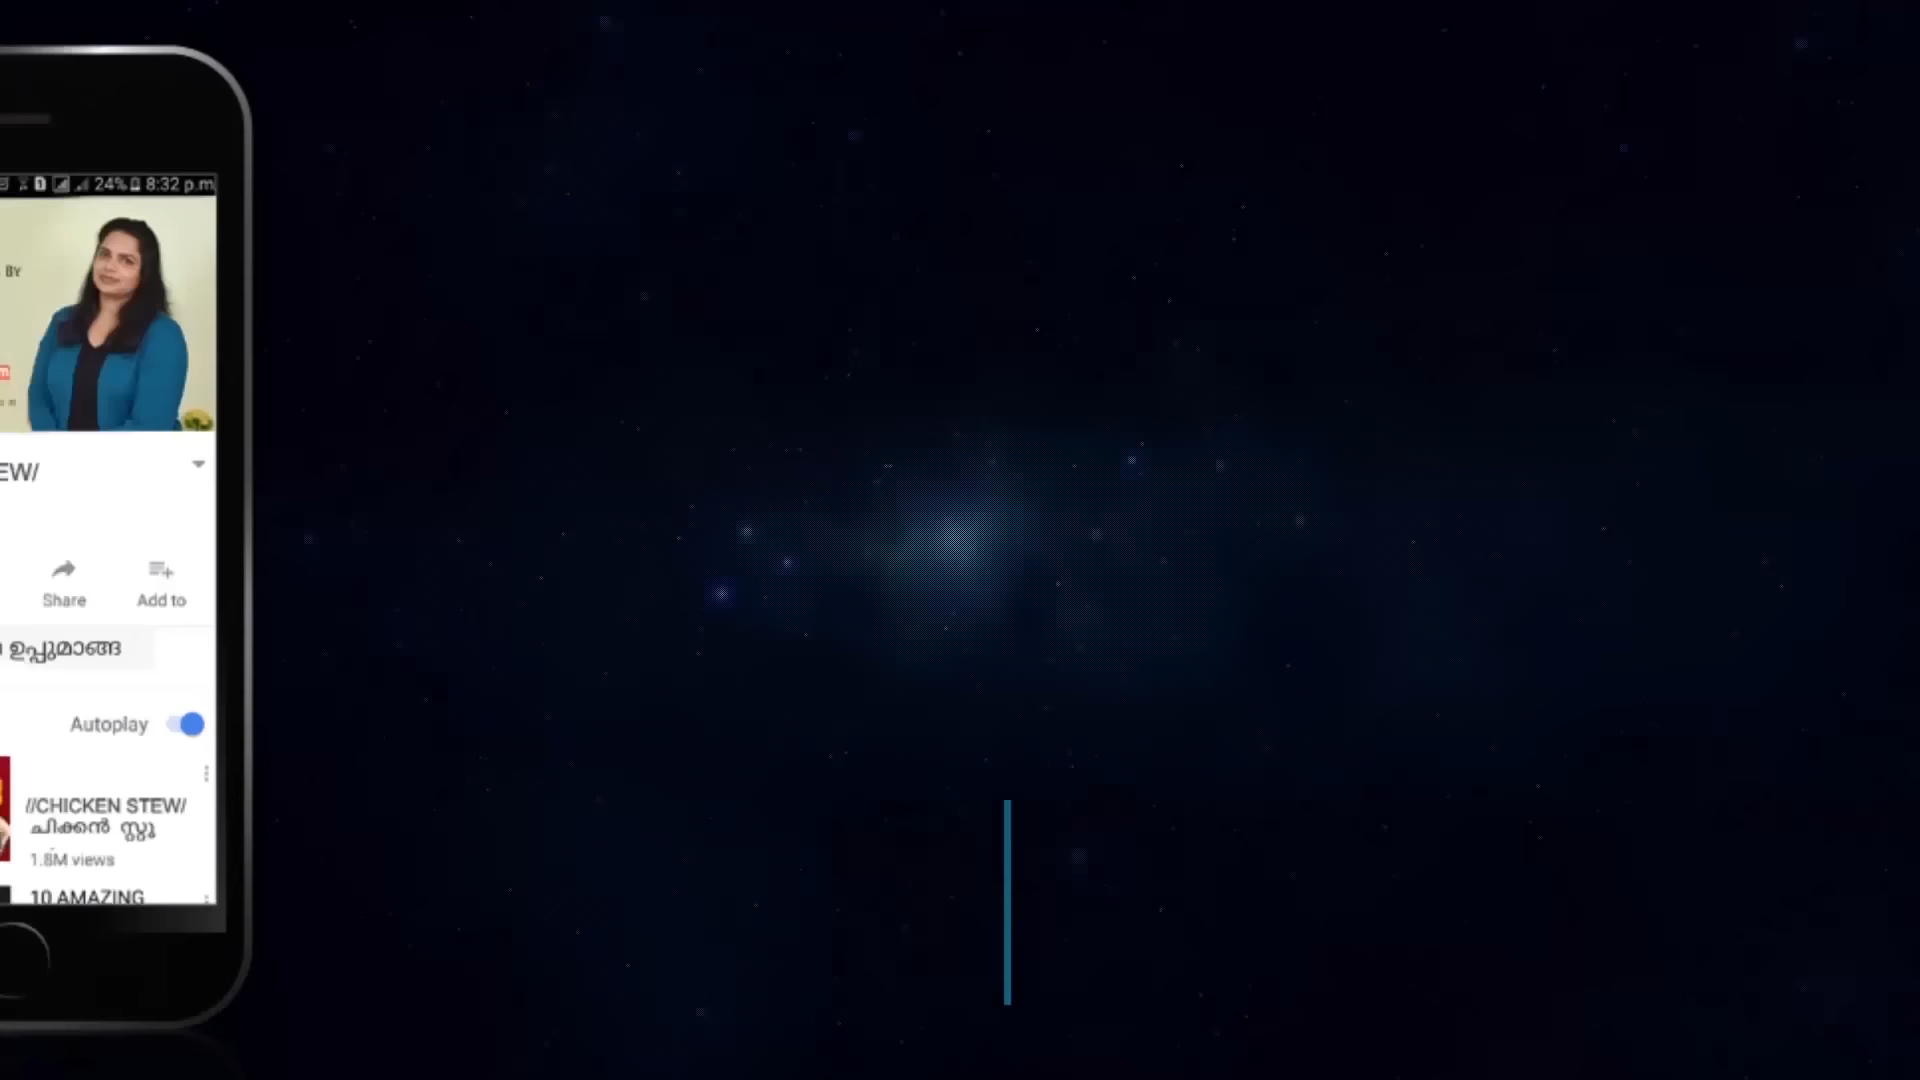 24% 8:32 p.m
BY
m
EW/
Share Add to
ഉപ്പുമാങ്ങ
Autoplay
//CHICKEN STEW/
ചിക്കൻ സ്റ്റൂ
1.8M views
10 AMAZING